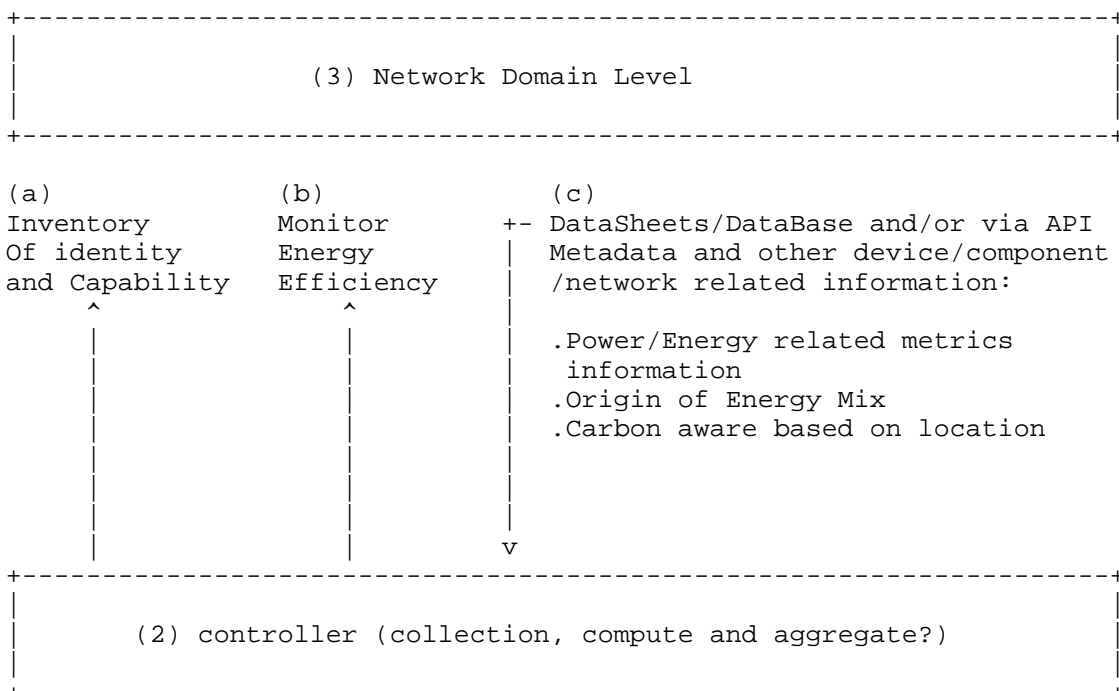 (3) Network Domain Level
(a) (b) (c)
Inventory Monitor +- DataSheets/DataBase and/or via API
Of identity Energy | Metadata and other device/component
and Capability Efficiency | /network related information:
^ ^ |
| | | .Power/Energy related metrics
| | | information
| | | .Origin of Energy Mix
| | | .Carbon aware based on location
| | v
(2) controller (collection, compute and aggregate?)